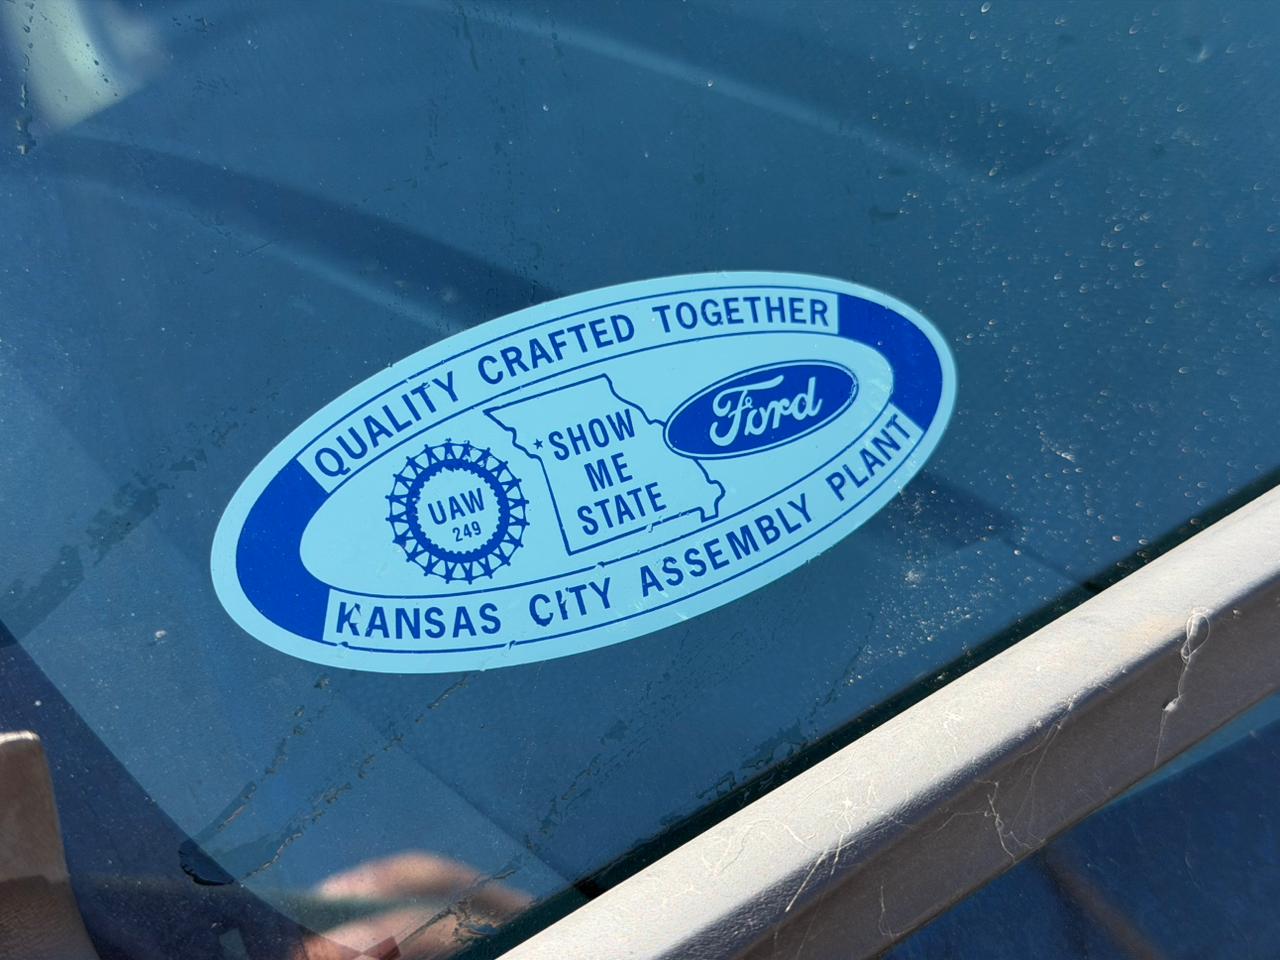 QUALITY CRAFTED TOGETHER
UAW
249
SHOW
ME
STATE
Ford
KANSAS CITY ASSEMBLY PLANT